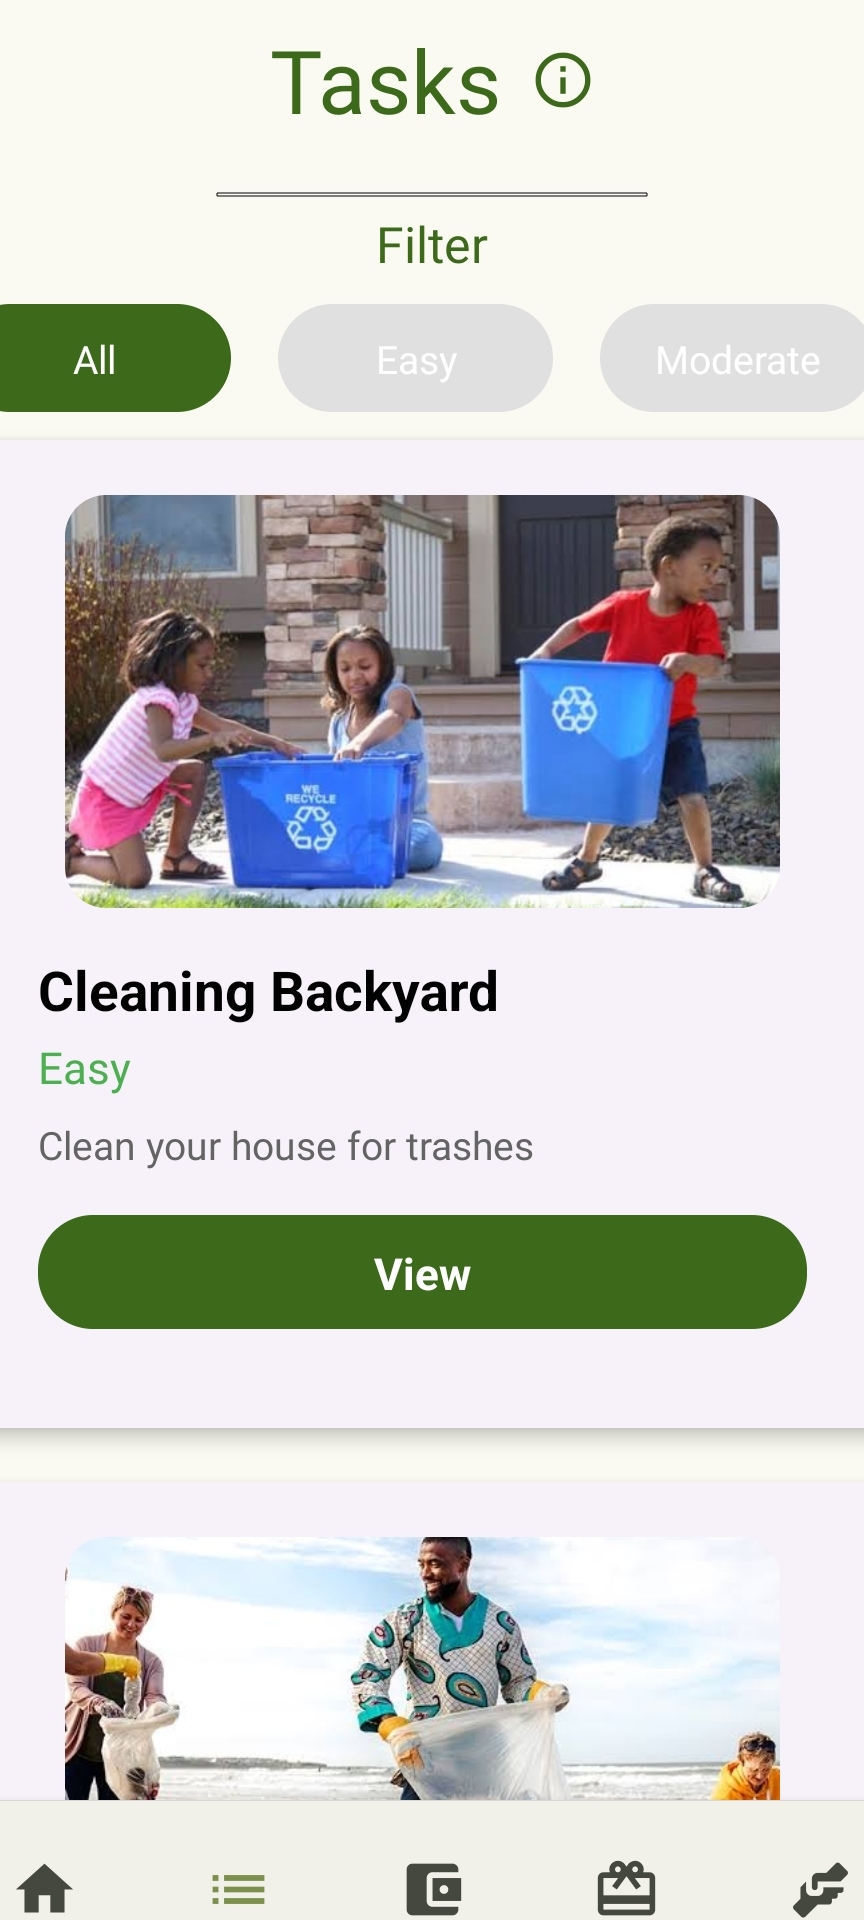 Tasks
Filter
All
Easy
Moderate
WE
RECYCLE
Cleaning Backyard
Easy
Clean your house for trashes
View